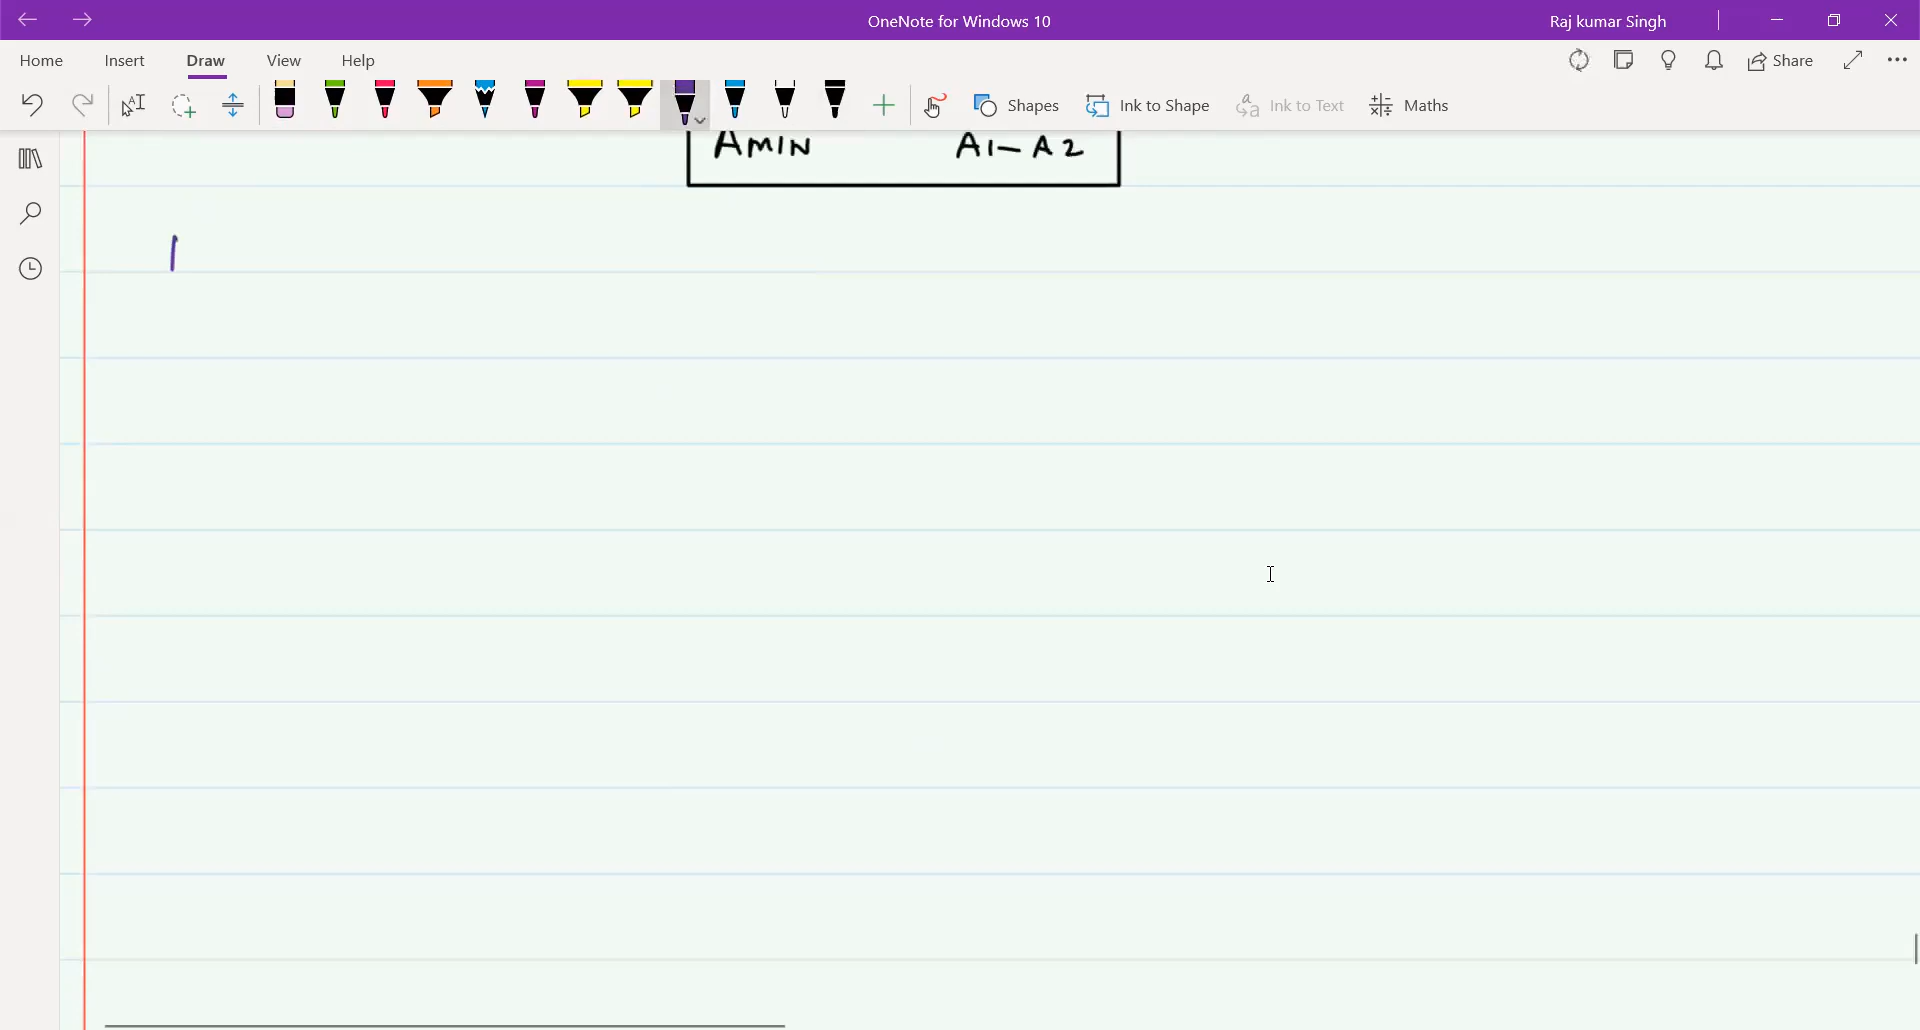 OneNote for Windows 10
Raj kumar Singh
Home Insert Draw View Help
Share
Shapes Ink to Shape Ink to Text Maths
AMIN A1-A2